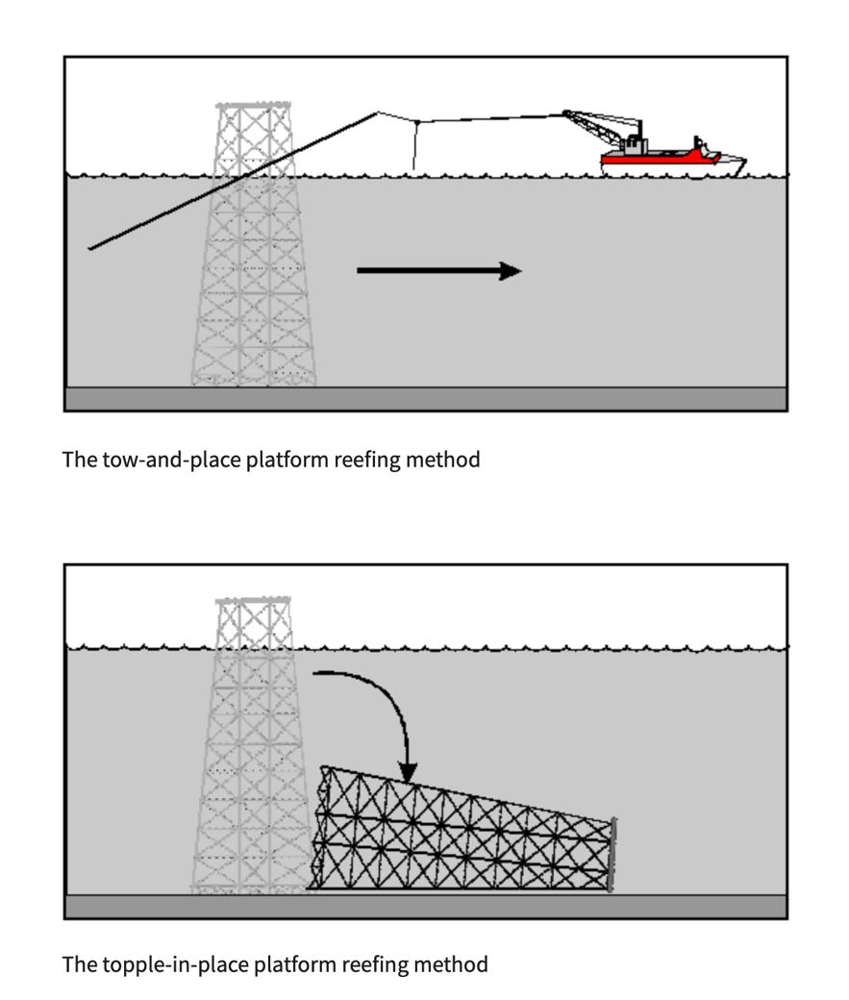 The tow-and-place platform reefing method
The topple-in-place platform reefing method